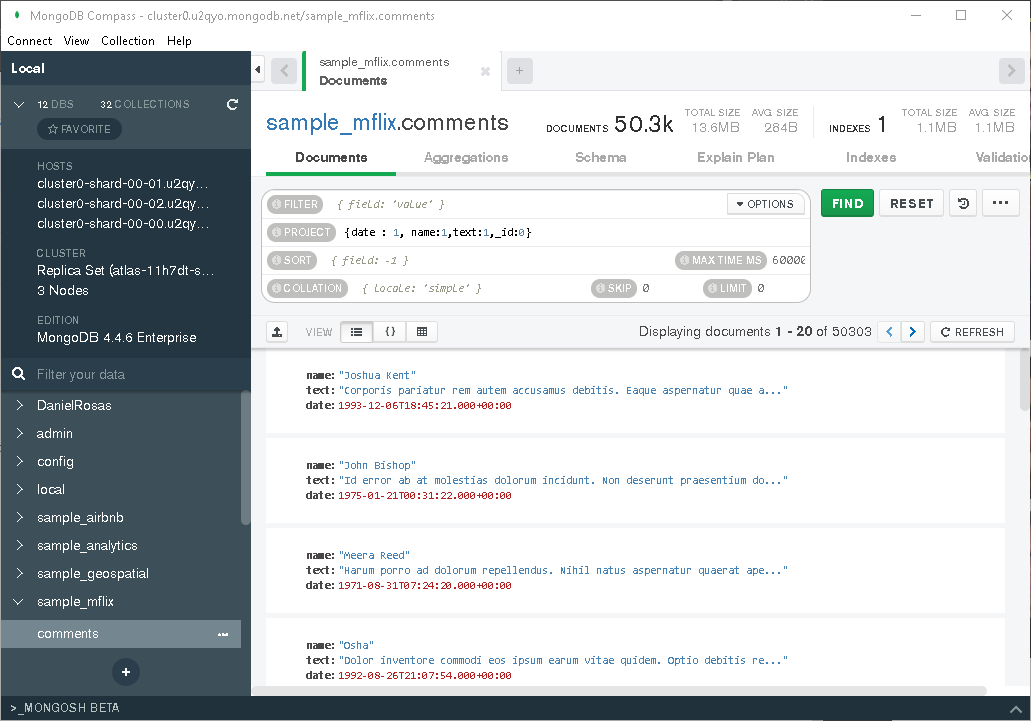 MongoDB Compass - cluster0.u2qyo.mongodb.net/sample_mflix.comments
Connect View Collection Help
Local
12 DBS 32 COLLECTIONS
FAVORITE
HOSTS
cluster0-shard-00-01.u2qy...
cluster0-shard-00-02.u2qy...
cluster0-shard-00-00.u2qy...
CLUSTER
Replica Set (atlas-11h7dt-s...
3 Nodes
EDITION
MongoDB 4.4.6 Enterprise
Filter your data
DanielRosas
admin
config
local
sample_airbnb
sample_analytics
sample_geospatial
sample_mflix
comments
>_MONGOSH BETA
sample_mflix.comments
Documents
sample_mflix.comments
DOCUMENTS 50.3k
TOTAL SIZE 13.6MB
AVG SIZE 284B
INDEXES 1
TOTAL SIZE 1.1MB
AVG SIZE 1.1MB
Documents Aggregations Schema Explain Plan Indexes Validation
FILTER { field: 'value' } OPTIONS FIND RESET
PROJECT {date : 1, name:1,text:1,_id:0}
SORT { field: -1 } MAX TIME MS 60000
COLLATION { locale: 'simple' } SKIP 0 LIMIT 0
VIEW Displaying documents 1 - 20 of 50303 REFRESH
name: "Joshua Kent"
text: "Corporis pariatur rem autem accusamus debitis. Eaque aspernatur quae a..."
date: 1993-12-06T18:45:21.000+00:00
name: "John Bishop"
text: "Id error ab at molestias dolorum incidunt. Non deserunt praesentium do..."
date: 1975-01-21T00:31:22.000+00:00
name: "Meera Reed"
text: "Harum porro ad dolorum repellendus. Nihil natus aspernatur quaerat ape..."
date: 1971-08-31T07:24:20.000+00:00
name: "Osha"
text: "Dolor inventore commodi eos ipsum earum vitae quidem. Optio debitis re..."
date: 1992-08-26T21:07:54.000+00:00